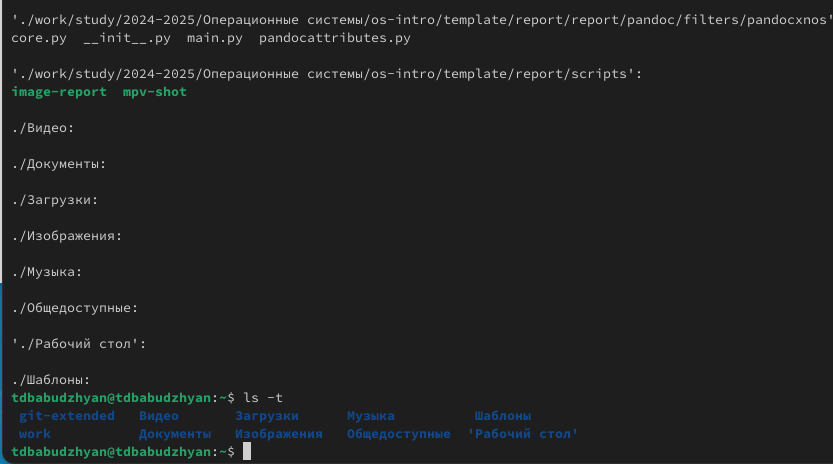 './work/study/2024-2025/Операционные системы/os-intro/template/report/report/pandoc/filters/pandocxnos'
core.py  __init__.py  main.py  pandocattributes.py
'./work/study/2024-2025/Операционные системы/os-intro/template/report/scripts':
image-report  mpv-shot
./Видео:
./Документы:
./Загрузки:
./Изображения:
./Музыка:
./Общедоступные:
'./Рабочий стол':
./Шаблоны:
tdbabudzhyan@tdbabudzhyan:~$ ls -t
git-extended  Видео  Загрузки  Музыка  Шаблоны
work  Документы  Изображения  Общедоступные  'Рабочий стол'
tdbabudzhyan@tdbabudzhyan:~$